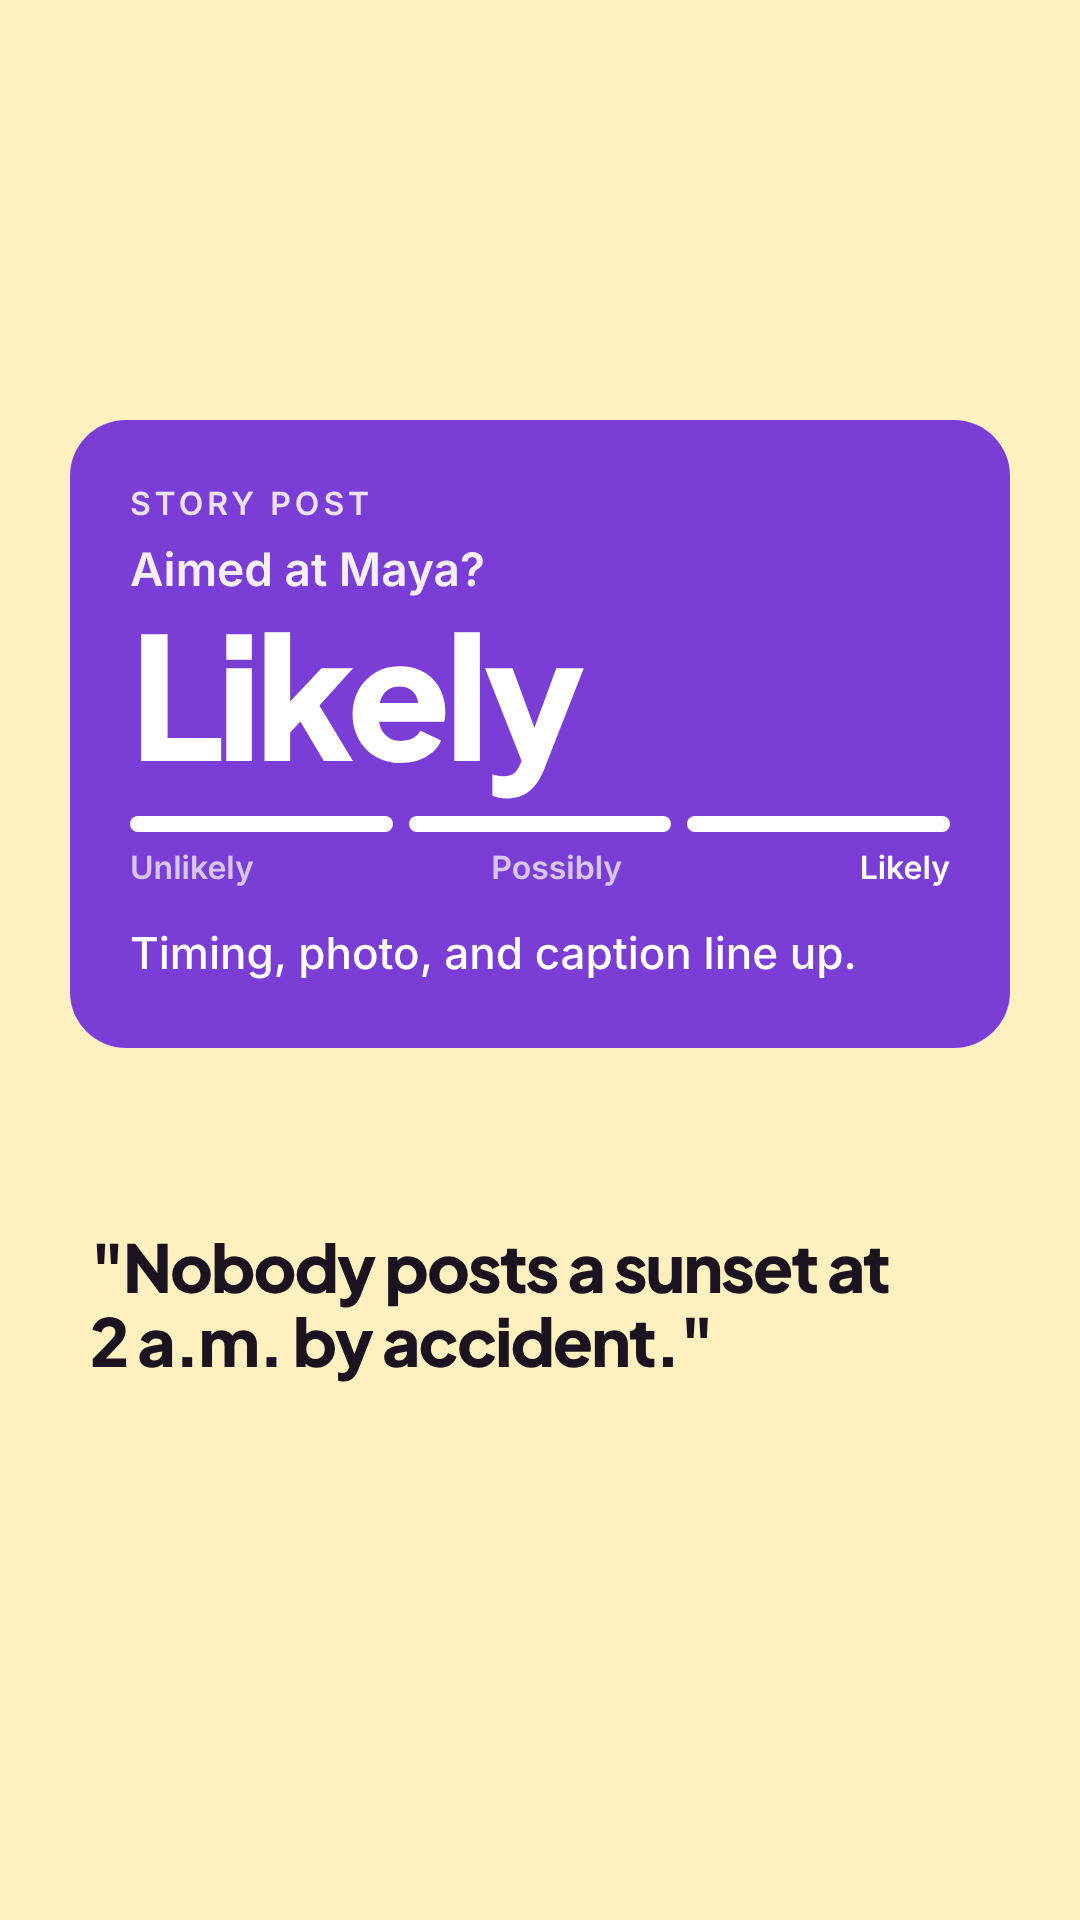 STORY POST
Aimed at Maya?
Likely
Unlikely Possibly Likely
Timing, photo, and caption line up.
"Nobody posts a sunset at
2 a.m. by accident."